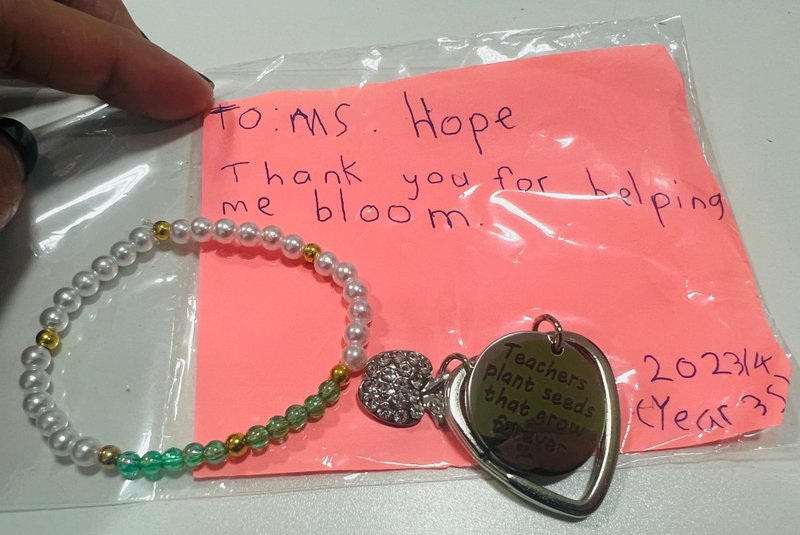 To: MS. Hope
Thank you for helping
me bloom.
Teachers
plant seeds
that grow
forever
2023/4
(Year 3)